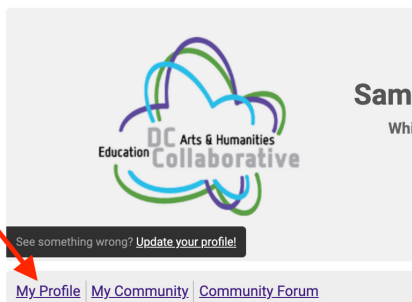 Sam
Whi
DC Arts & Humanities
Education Collaborative
See something wrong? Update your profile!
My Profile My Community Community Forum